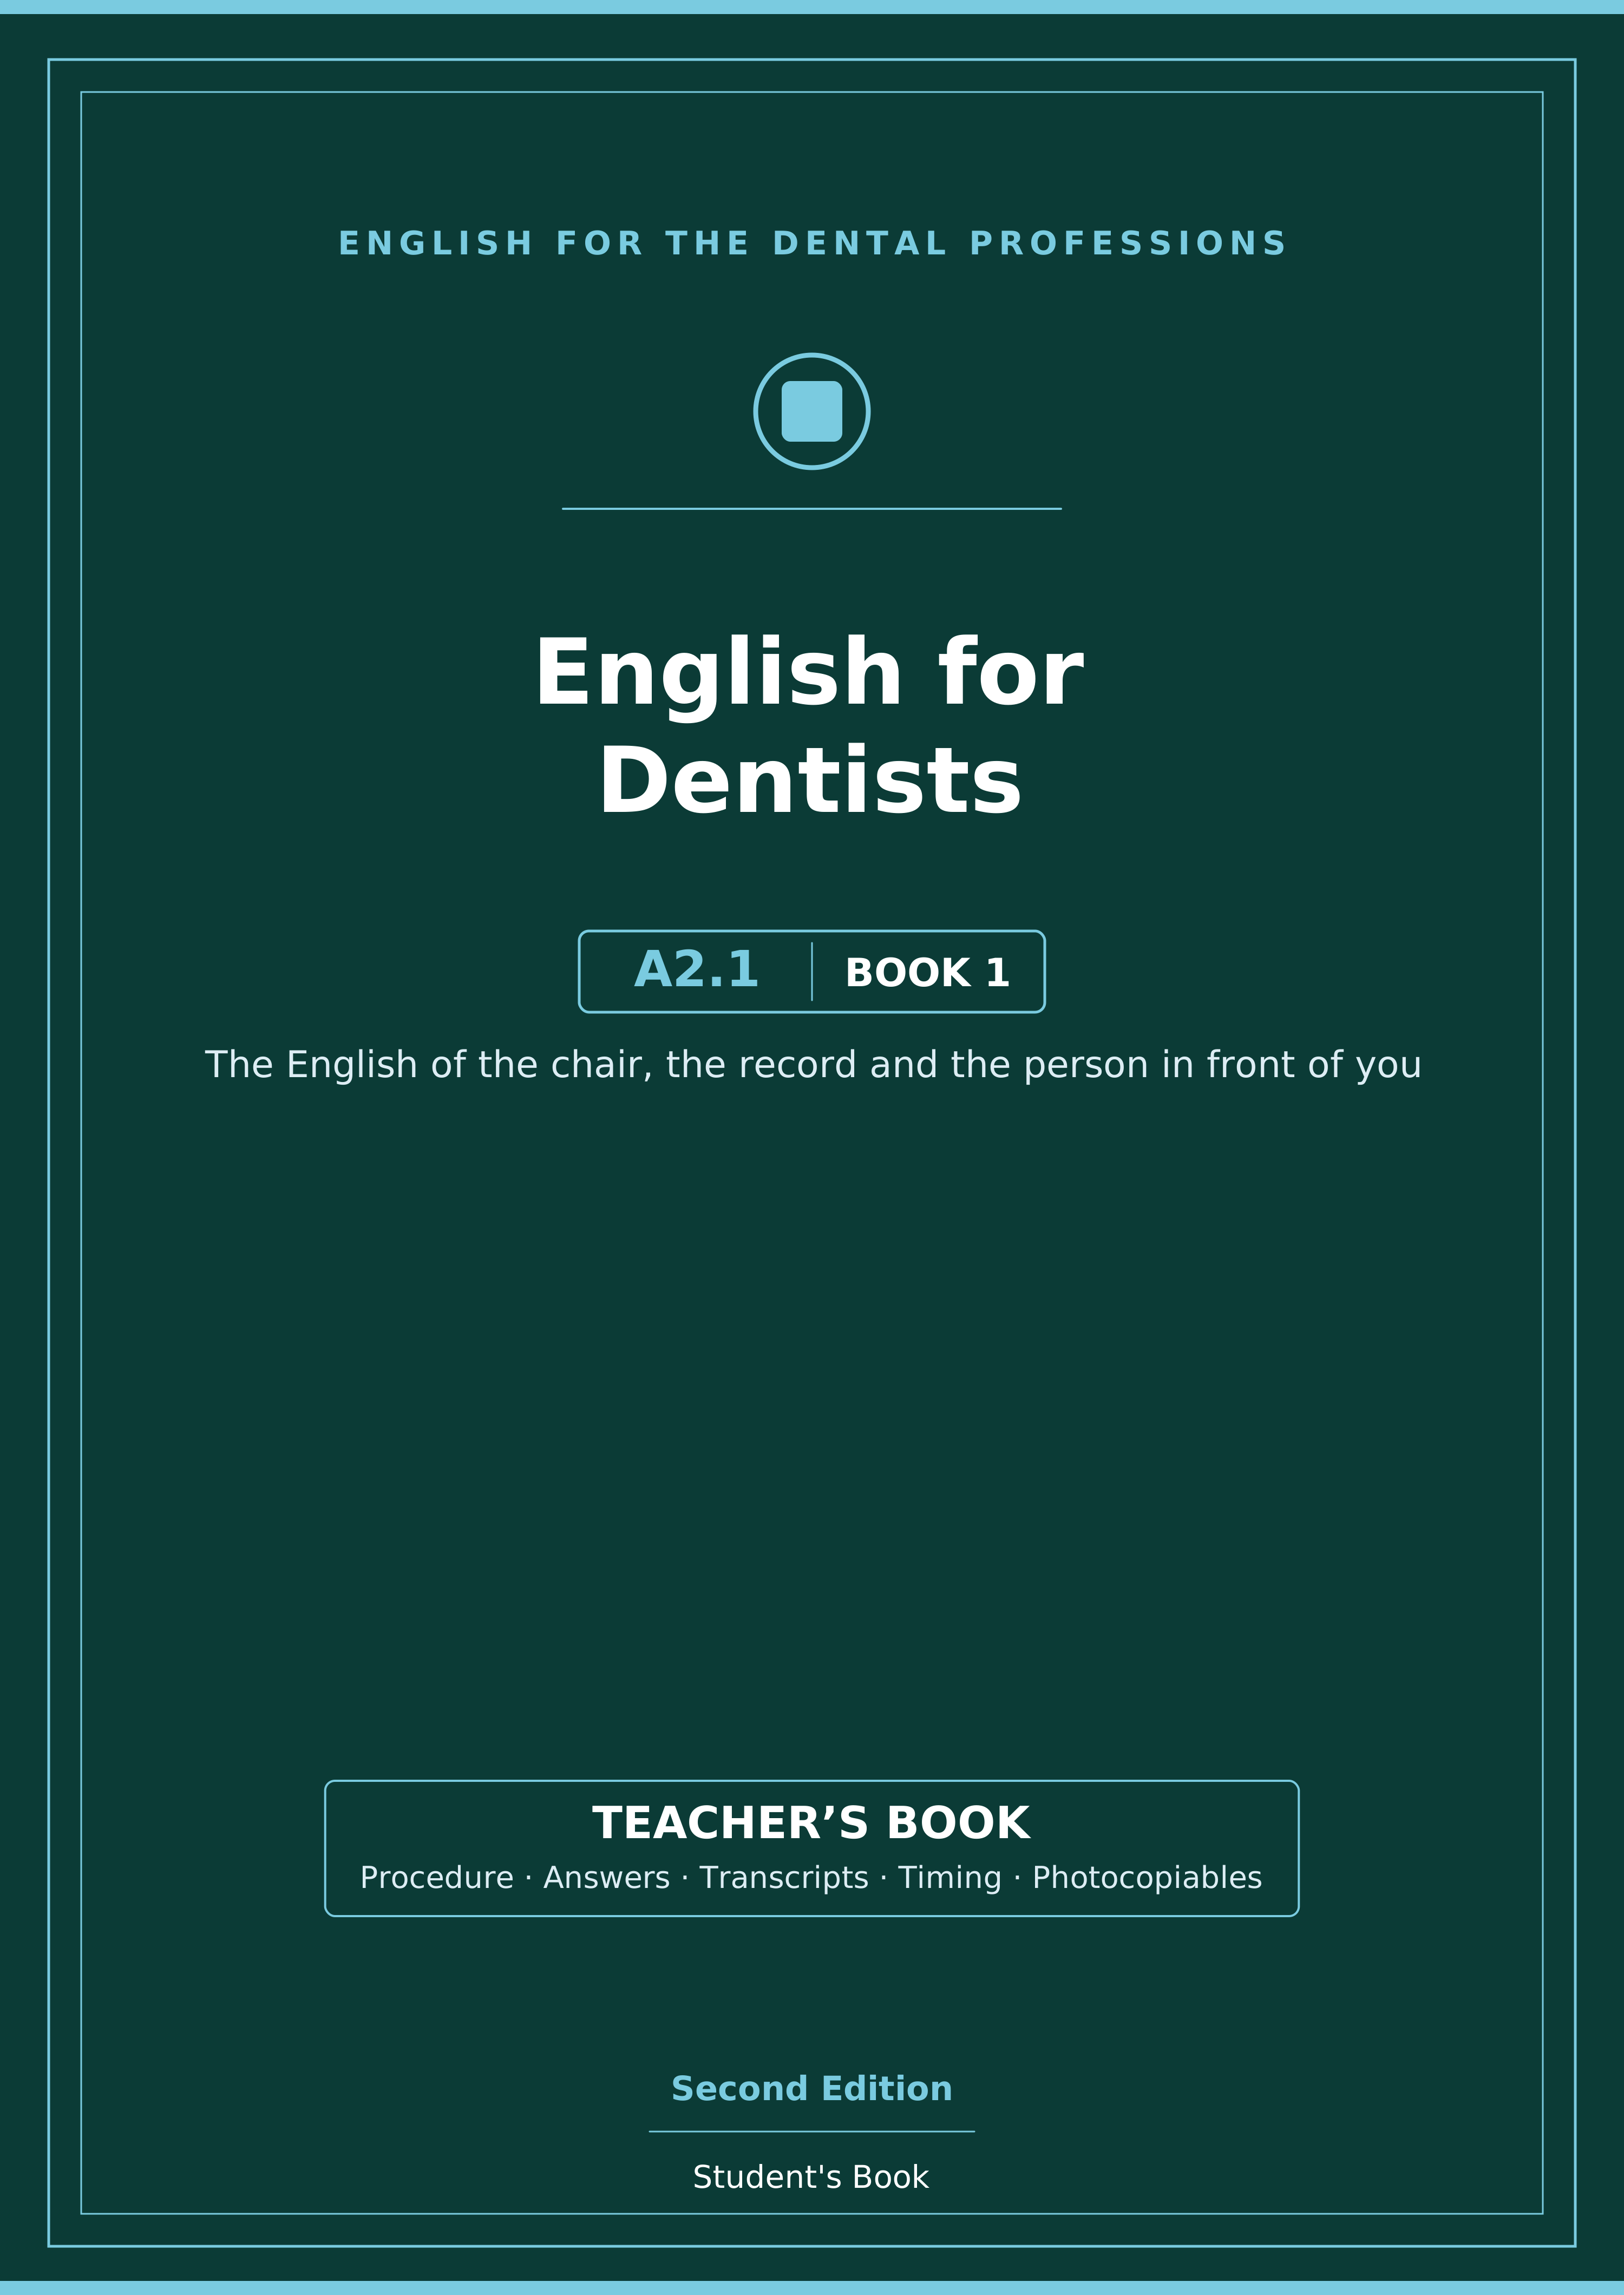 ENGLISH FOR THE DENTAL PROFESSIONS
English for
Dentists
A2.1 BOOK 1
The English of the chair, the record and the person in front of you
TEACHER’S BOOK
Procedure · Answers · Transcripts · Timing · Photocopiables
Second Edition
Student's Book